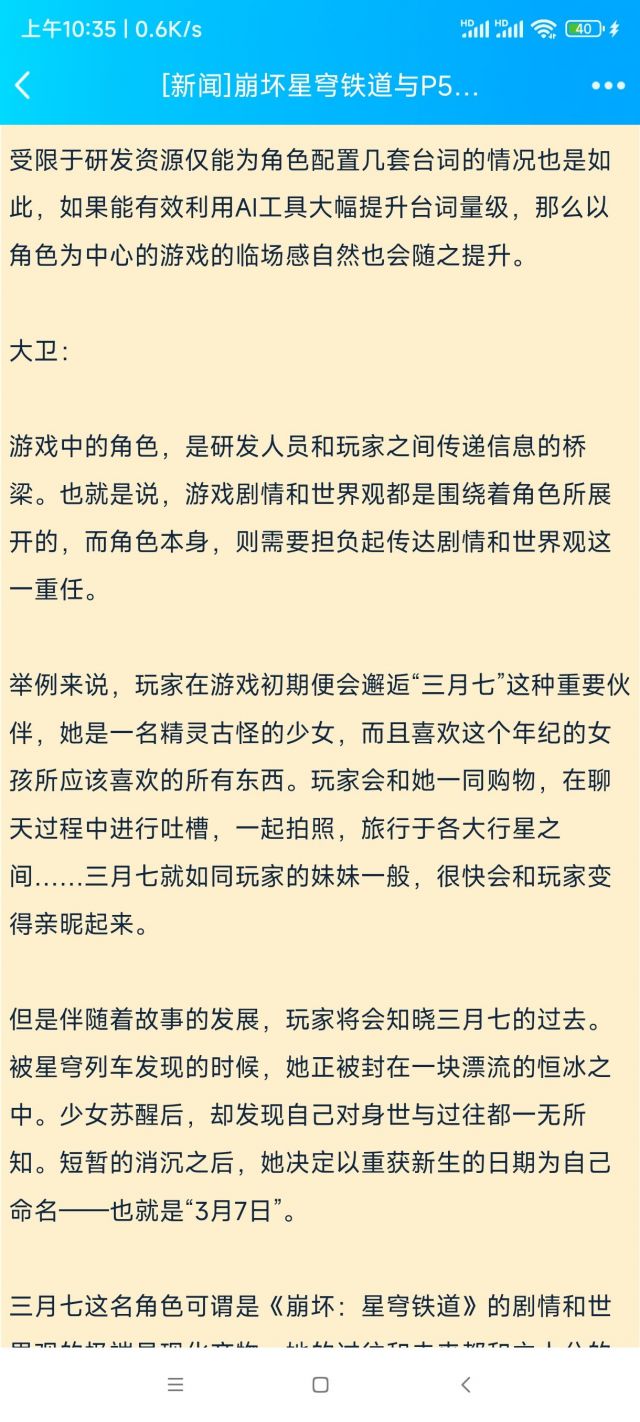 上午10:35 | 0.6K/s
HD HD 40
[新闻]崩坏星穹铁道与P5...
受限于研发资源仅能为角色配置几套台词的情况也是如
此，如果能有效利用AI工具大幅提升台词量级，那么以
角色为中心的游戏的临场感自然也会随之提升。
大卫：
游戏中的角色，是研发人员和玩家之间传递信息的桥
梁。也就是说，游戏剧情和世界观都是围绕着角色所展
开的，而角色本身，则需要担负起传达剧情和世界观这
一重任。
举例来说，玩家在游戏初期便会邂逅“三月七”这种重要伙
伴，她是一名精灵古怪的少女，而且喜欢这个年纪的女
孩所应该喜欢的所有东西。玩家会和她一同购物，在聊
天过程中进行吐槽，一起拍照，旅行于各大行星之
间......三月七就如同玩家的妹妹一般，很快会和玩家变
得亲昵起来。
但是伴随着故事的发展，玩家将会知晓三月七的过去。
被星穹列车发现的时候，她正被封在一块漂流的恒冰之
中。少女苏醒后，却发现自己对身世与过往都一无所
知。短暂的消沉之后，她决定以重获新生的日期为自己
命名——也就是“3月7日”。
三月七这名角色可谓是《崩坏：星穹铁道》的剧情和世